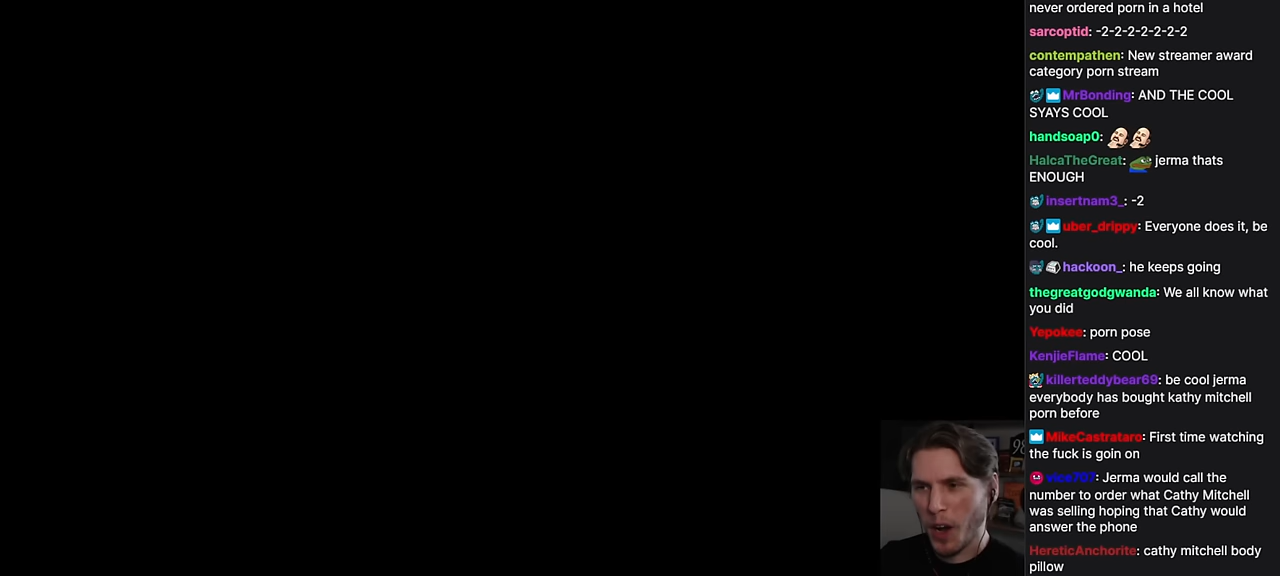 never ordered porn in a hotel
sarcoptid: -2-2-2-2-2-2-2
contempathen: New streamer award
category porn stream
MrBonding: AND THE COOL
SYAYS COOL
handsoap0:
HalcaTheGreat: jerma thats
ENOUGH
insertnam3_: -2
uber_drippy: Everyone does it, be
cool.
hackoon_: he keeps going
thegreatgodgwanda: We all know what
you did
Yepokee: porn pose
KenjieFlame: COOL
killerteddybear69: be cool jerma
everybody has bought kathy mitchell
porn before
MikeCastrataro: First time watching
the fuck is goin on
vice707: Jerma would call the
number to order what Cathy Mitchell
was selling hoping that Cathy would
answer the phone
HereticAnchorite: cathy mitchell body
pillow